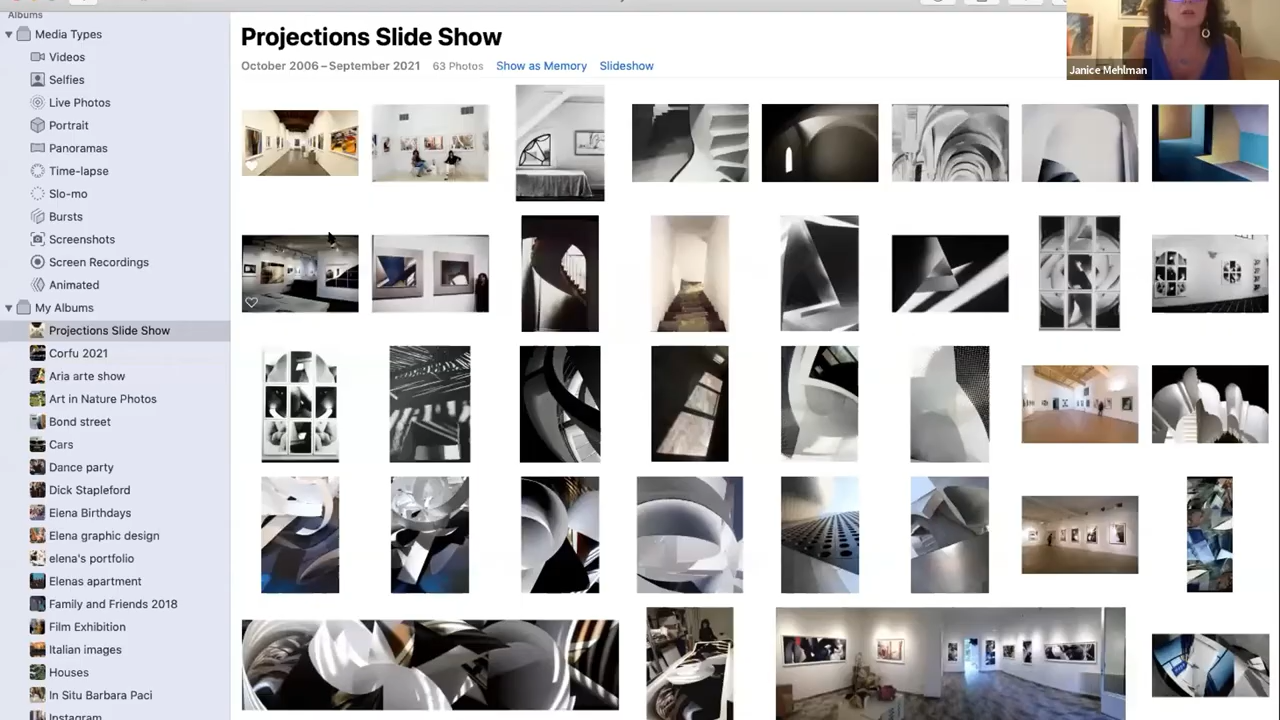 Albums
Media Types
Videos
Selfies
Live Photos
Portrait
Panoramas
Time-lapse
Slo-mo
Bursts
Screenshots
Screen Recordings
Animated
My Albums
Projections Slide Show
Corfu 2021
Aria arte show
Art in Nature Photos
Bond street
Cars
Dance party
Dick Stapleford
Elena Birthdays
Elena graphic design
elena's portfolio
Elenas apartment
Family and Friends 2018
Film Exhibition
Italian images
Houses
In Situ Barbara Paci
Instagram
Projections Slide Show
October 2006 – September 2021 63 Photos Show as Memory Slideshow
Janice Mehlman